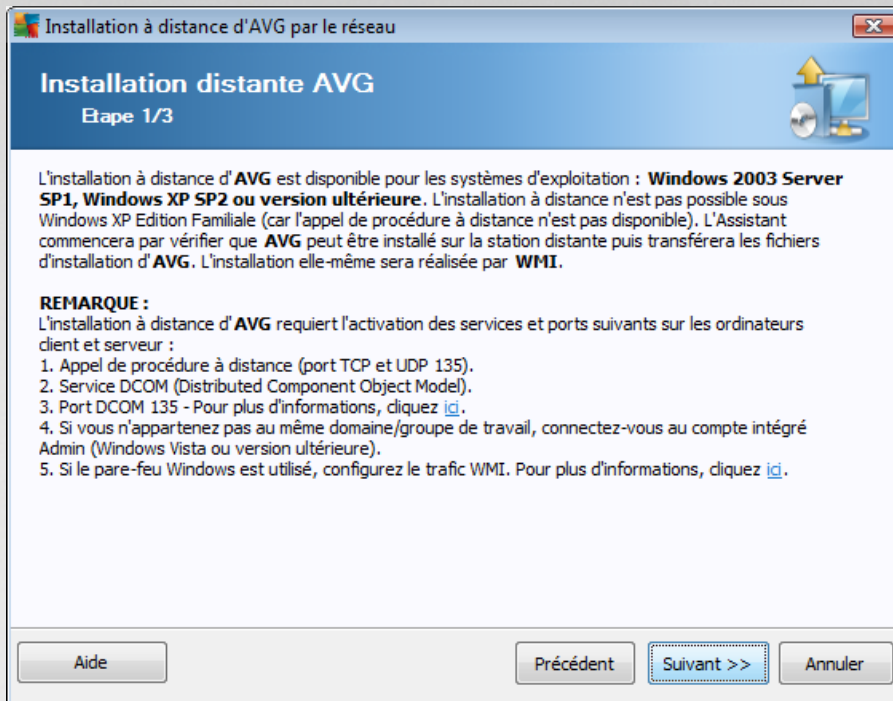 Installation à distance d'AVG par le réseau
Installation distante AVG
Etape 1/3
L'installation à distance d'AVG est disponible pour les systèmes d'exploitation : Windows 2003 Server
SP1, Windows XP SP2 ou version ultérieure. L'installation à distance n'est pas possible sous
Windows XP Edition Familiale (car l'appel de procédure à distance n'est pas disponible). L'Assistant
commencera par vérifier que AVG peut être installé sur la station distante puis transférera les fichiers
d'installation d'AVG. L'installation elle-même sera réalisée par WMI.
REMARQUE :
L'installation à distance d'AVG requiert l'activation des services et ports suivants sur les ordinateurs
client et serveur :
1. Appel de procédure à distance (port TCP et UDP 135).
2. Service DCOM (Distributed Component Object Model).
3. Port DCOM 135 - Pour plus d'informations, cliquez ici.
4. Si vous n'appartenez pas au même domaine/groupe de travail, connectez-vous au compte intégré
Admin (Windows Vista ou version ultérieure).
5. Si le pare-feu Windows est utilisé, configurez le trafic WMI. Pour plus d'informations, cliquez ici.
Aide
Précédent
Suivant >>
Annuler